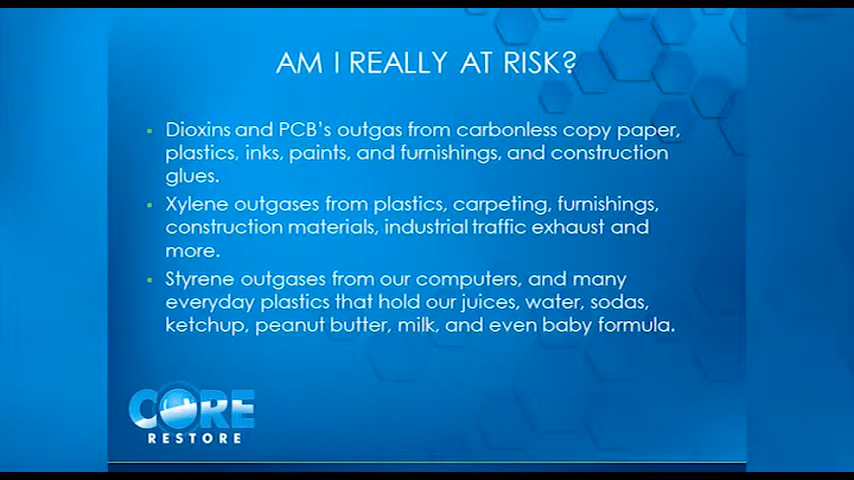 AM I REALLY AT RISK?
Dioxins and PCB's outgas from carbonless copy paper,
plastics, inks, paints, and furnishings, and construction
glues.
Xylene outgases from plastics, carpeting, furnishings,
construction materials, industrial traffic exhaust and
more.
Styrene outgases from our computers, and many
everyday plastics that hold our juices, water, sodas,
ketchup, peanut butter, milk, and even baby formula.
CORE
RESTORE